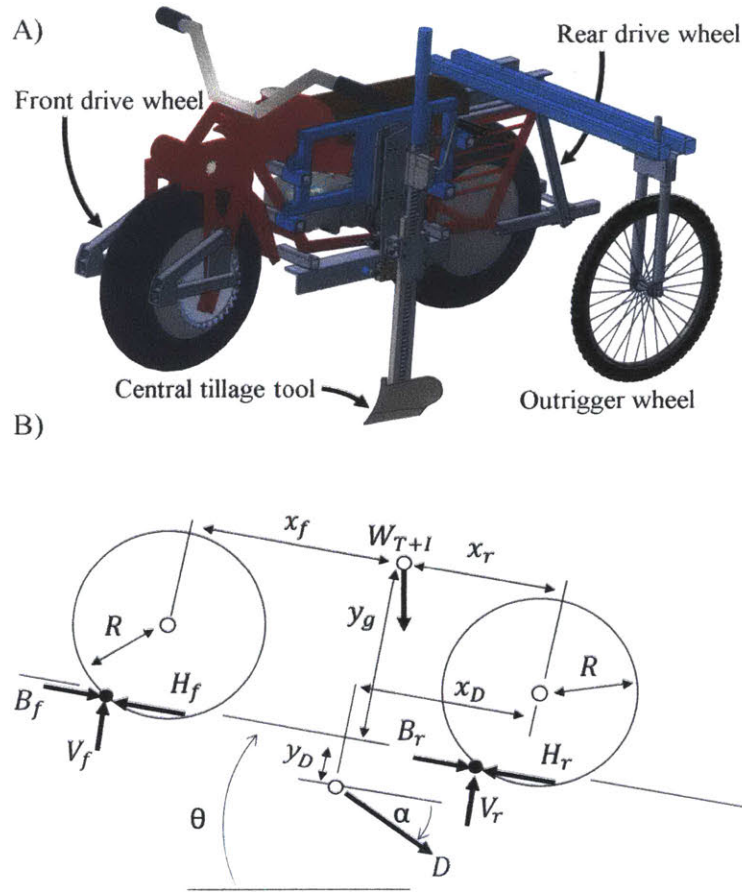 A)
Rear drive wheel
Front drive wheel
Central tillage tool
Outrigger wheel
B)
x_f
W_{T+I}
x_r
y_g
R
R
x_D
B_f
H_f
B_r
H_r
V_f
y_D
V_r
θ
α
D